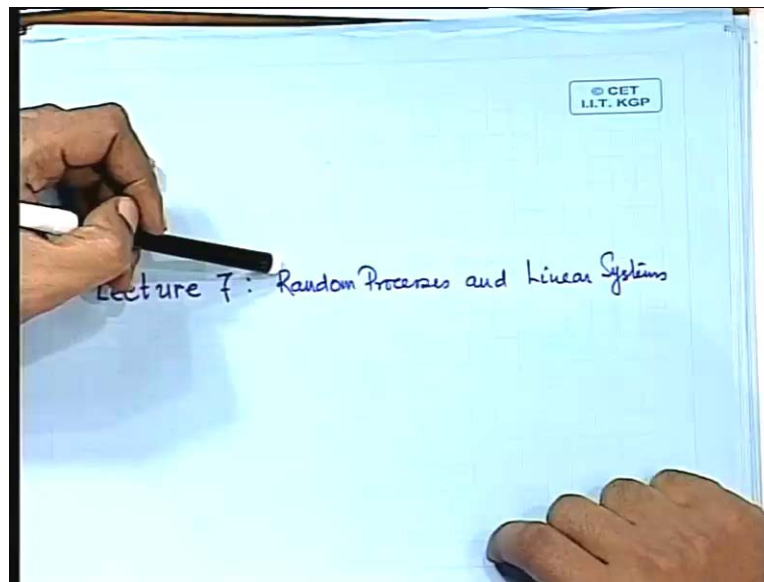 © CET
I.I.T. KGP
Lecture 7: Random Processes and Linear Systems